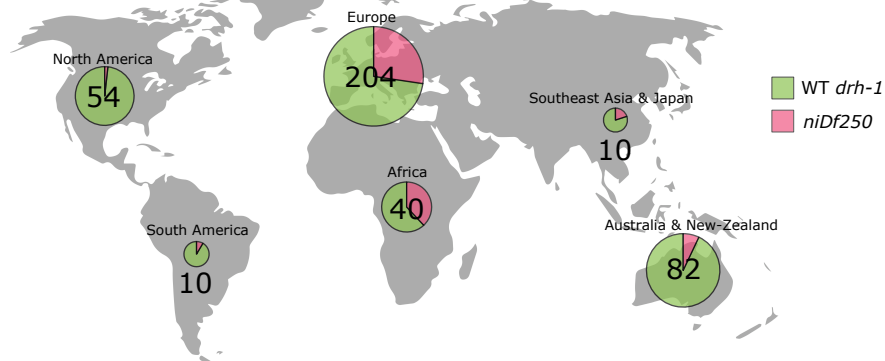 Europe
204
North America
54
Southeast Asia & Japan
10
WT drh-1
niDf250
Africa
40
South America
10
Australia & New-Zealand
82